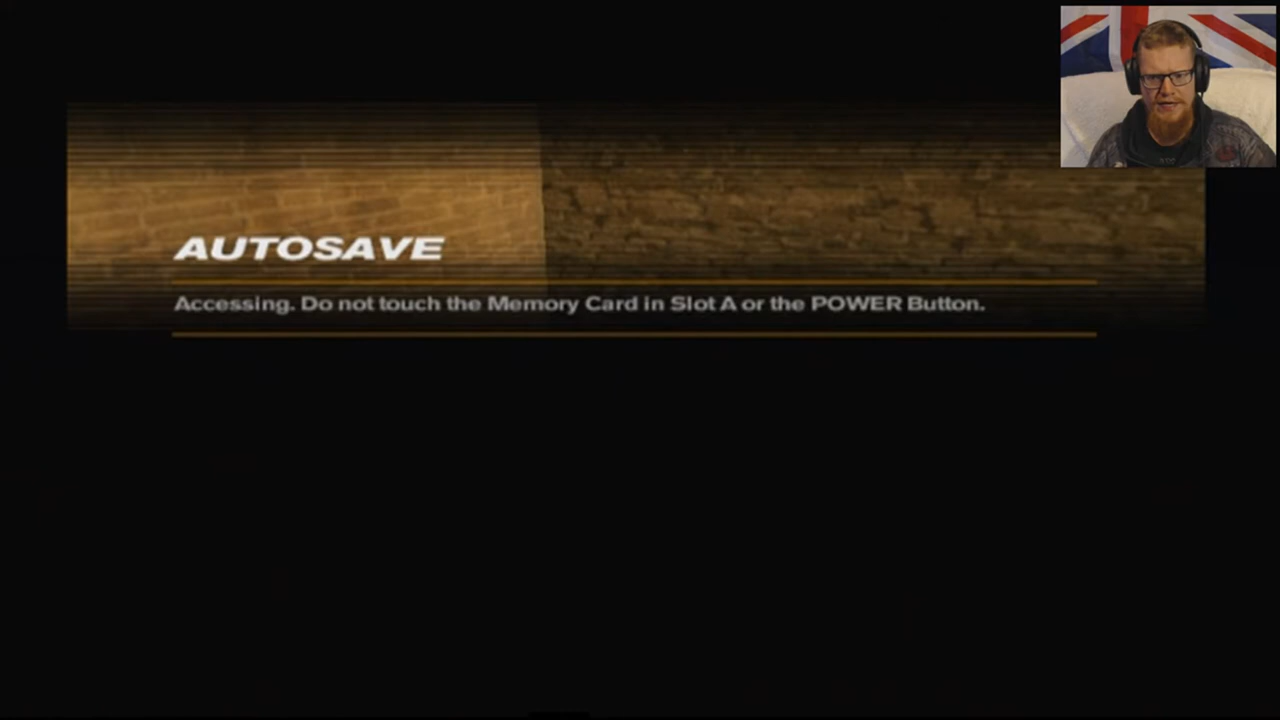 AUTOSAVE
Accessing. Do not touch the Memory Card in Slot A or the POWER Button.